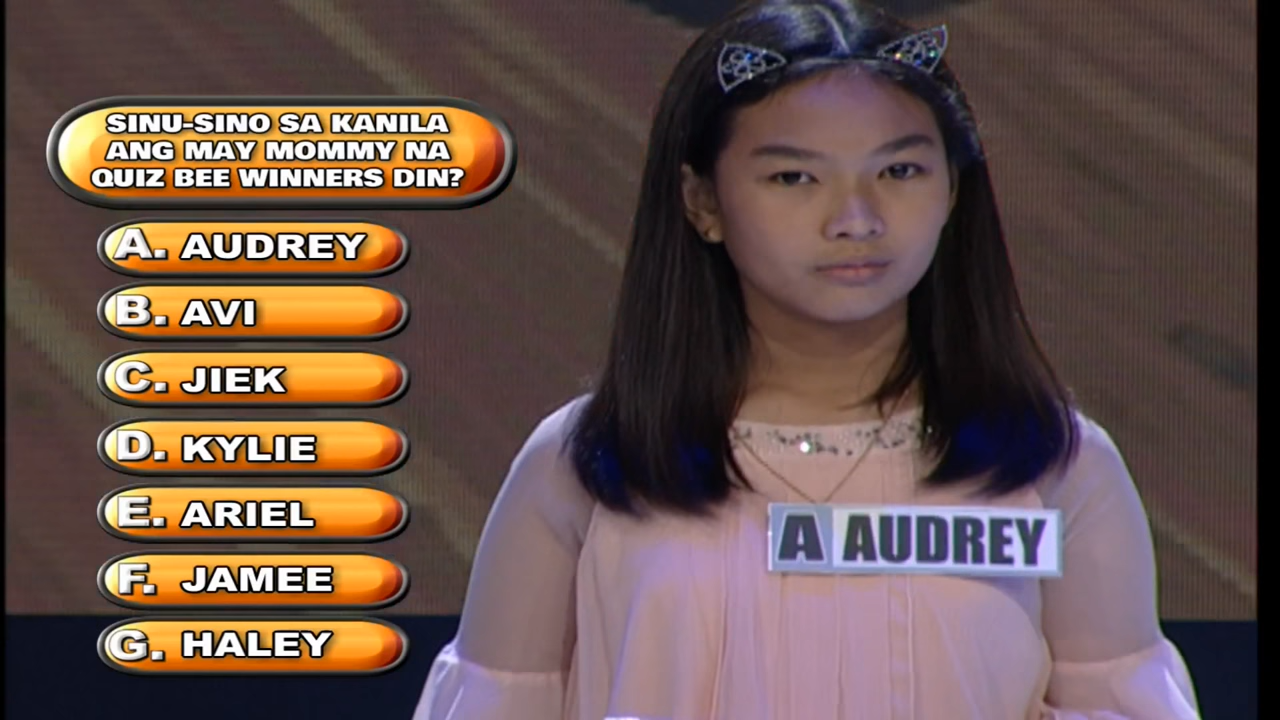 SINU-SINO SA KANILA
ANG MAY MOMMY NA
QUIZ BEE WINNERS DIN?
A. AUDREY
B. AVI
C. JIEK
D. KYLIE
E. ARIEL
F. JAMEE
G. HALEY
A AUDREY